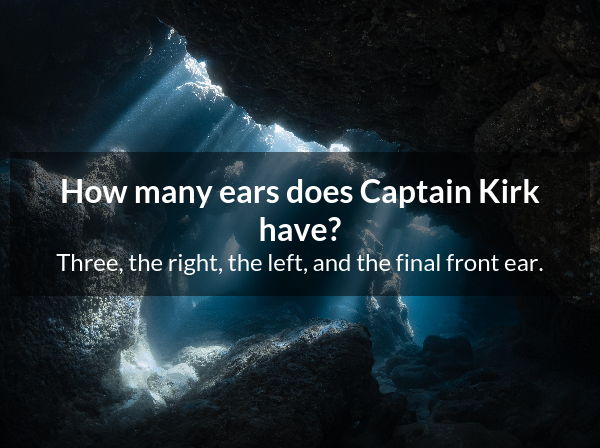 How many ears does Captain Kirk
have?
Three, the right, the left, and the final front ear.